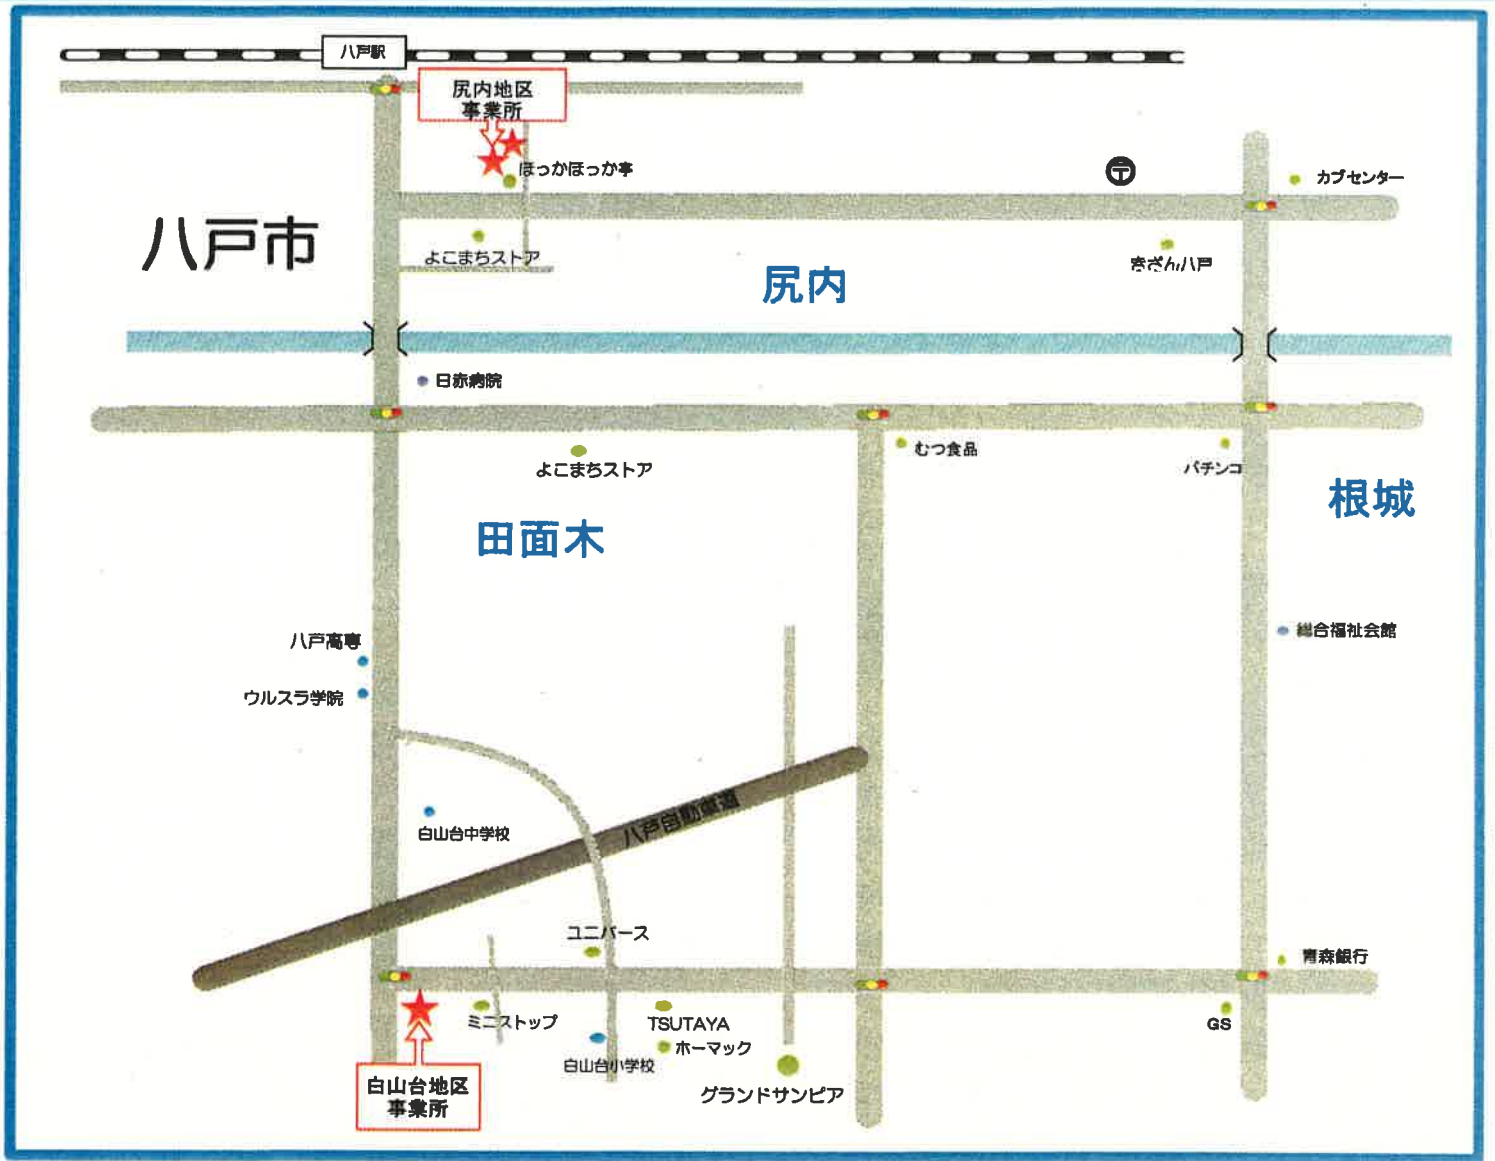 八戸駅
尻内地区
事業所
ほっかほっか亭
〒
カブセンター
八戸市
よこまちストア
きざん八戸
尻内
日赤病院
よこまちストア
むつ食品
パチンコ
根城
田面木
八戸高専
総合福祉会館
ウルスラ学院
白山台中学校
八戸自動車道
ユニバース
青森銀行
ミニストップ
TSUTAYA
GS
ホーマック
白山台小学校
グランドサンピア
白山台地区
事業所